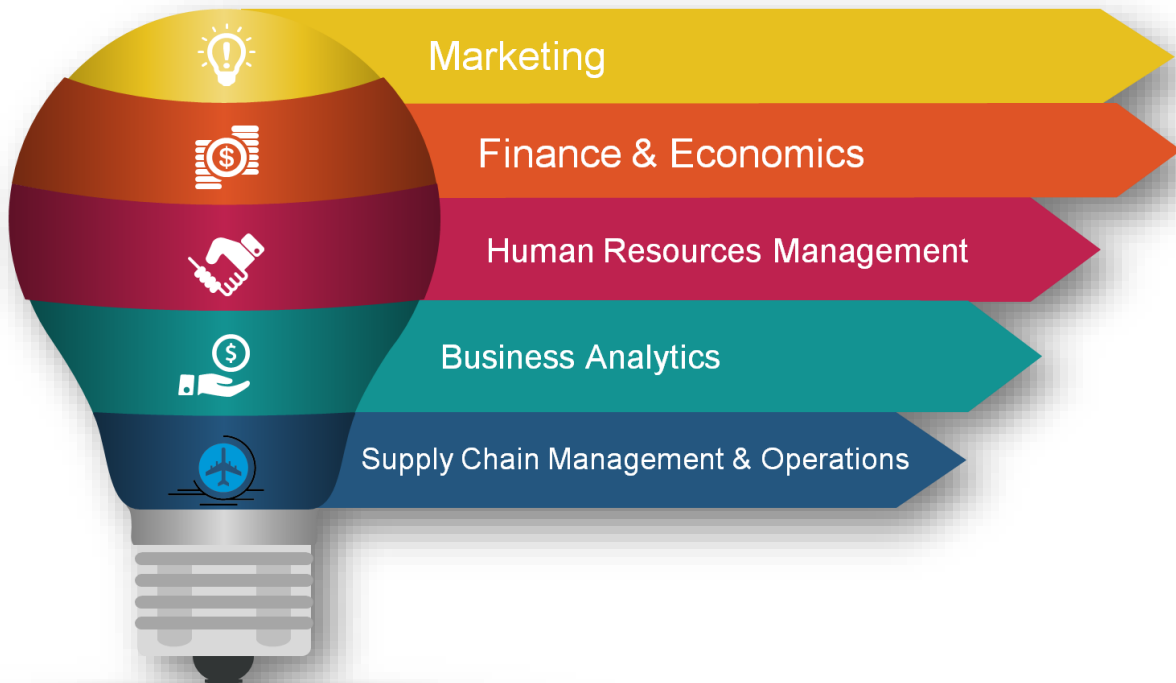 Marketing
Finance & Economics
Human Resources Management
Business Analytics
Supply Chain Management & Operations